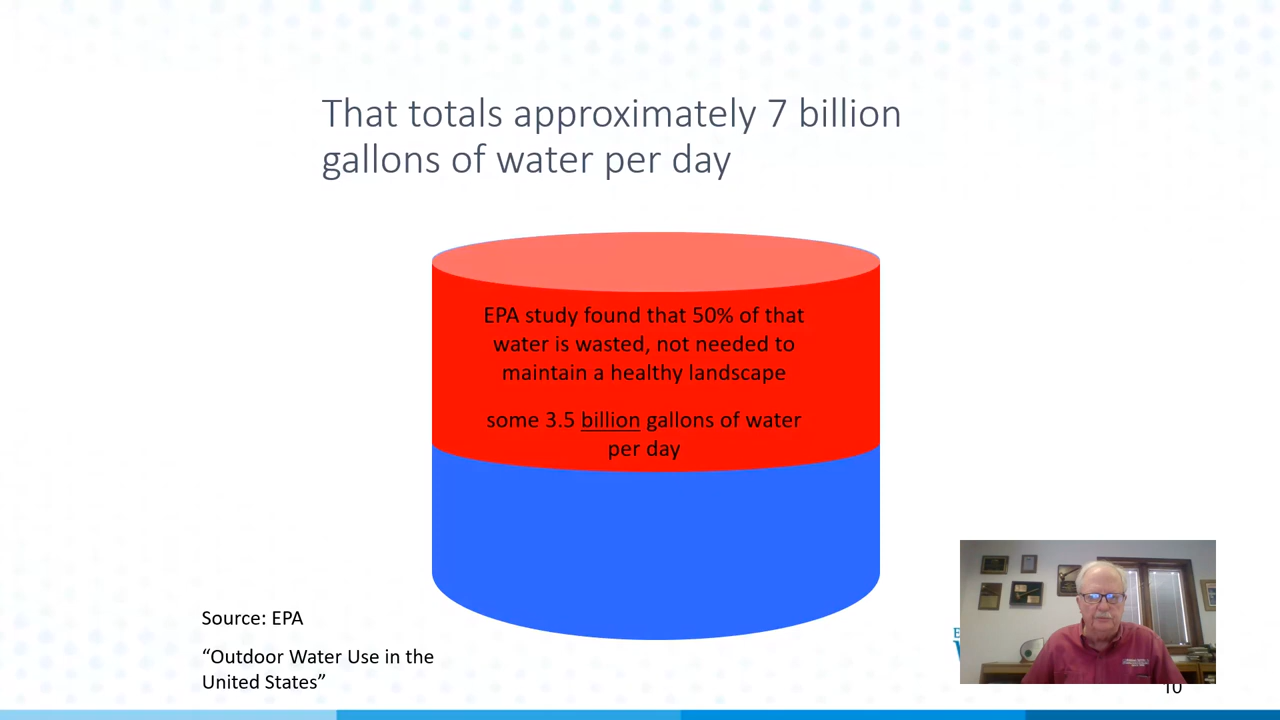 That totals approximately 7 billion
gallons of water per day
EPA study found that 50% of that
water is wasted, not needed to
maintain a healthy landscape
some 3.5 billion gallons of water
per day
Source: EPA
“Outdoor Water Use in the
United States”
10